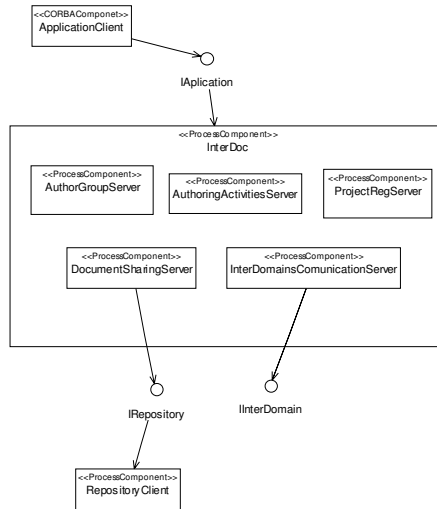 <<CORBAComponet>>
ApplicationClient
IAplication
<<ProcessComponent>>
InterDoc
<<ProcessComponent>>
AuthorGroupServer
<<ProcessComponent>>
AuthoringActivitiesServer
<<ProcessComponent>>
ProjectRegServer
<<ProcessComponent>>
DocumentSharingServer
<<ProcessComponent>>
InterDomainsComunicationServer
IRepository
IInterDomain
<<ProcessComponent>>
RepositoryClient